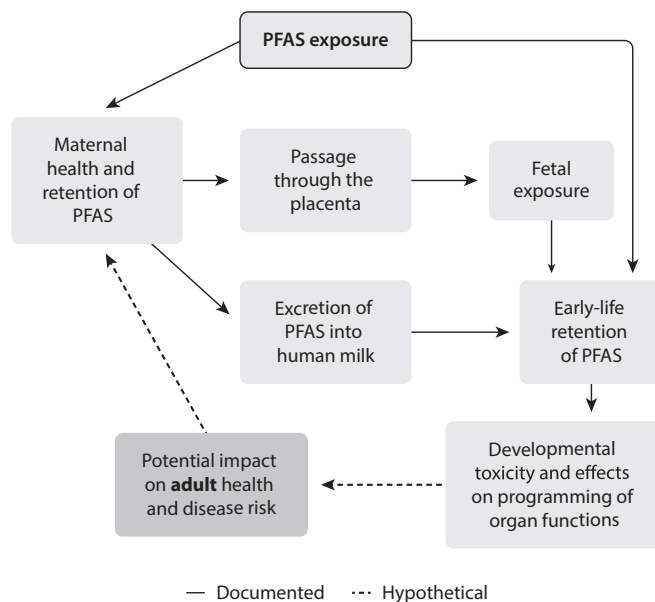 PFAS exposure
Maternal
health and
retention of
PFAS
Passage
through the
placenta
Fetal
exposure
Excretion of
PFAS into
human milk
Early-life
retention
of PFAS
Potential impact
on adult health
and disease risk
Developmental
toxicity and effects
on programming of
organ functions
Documented
Hypothetical